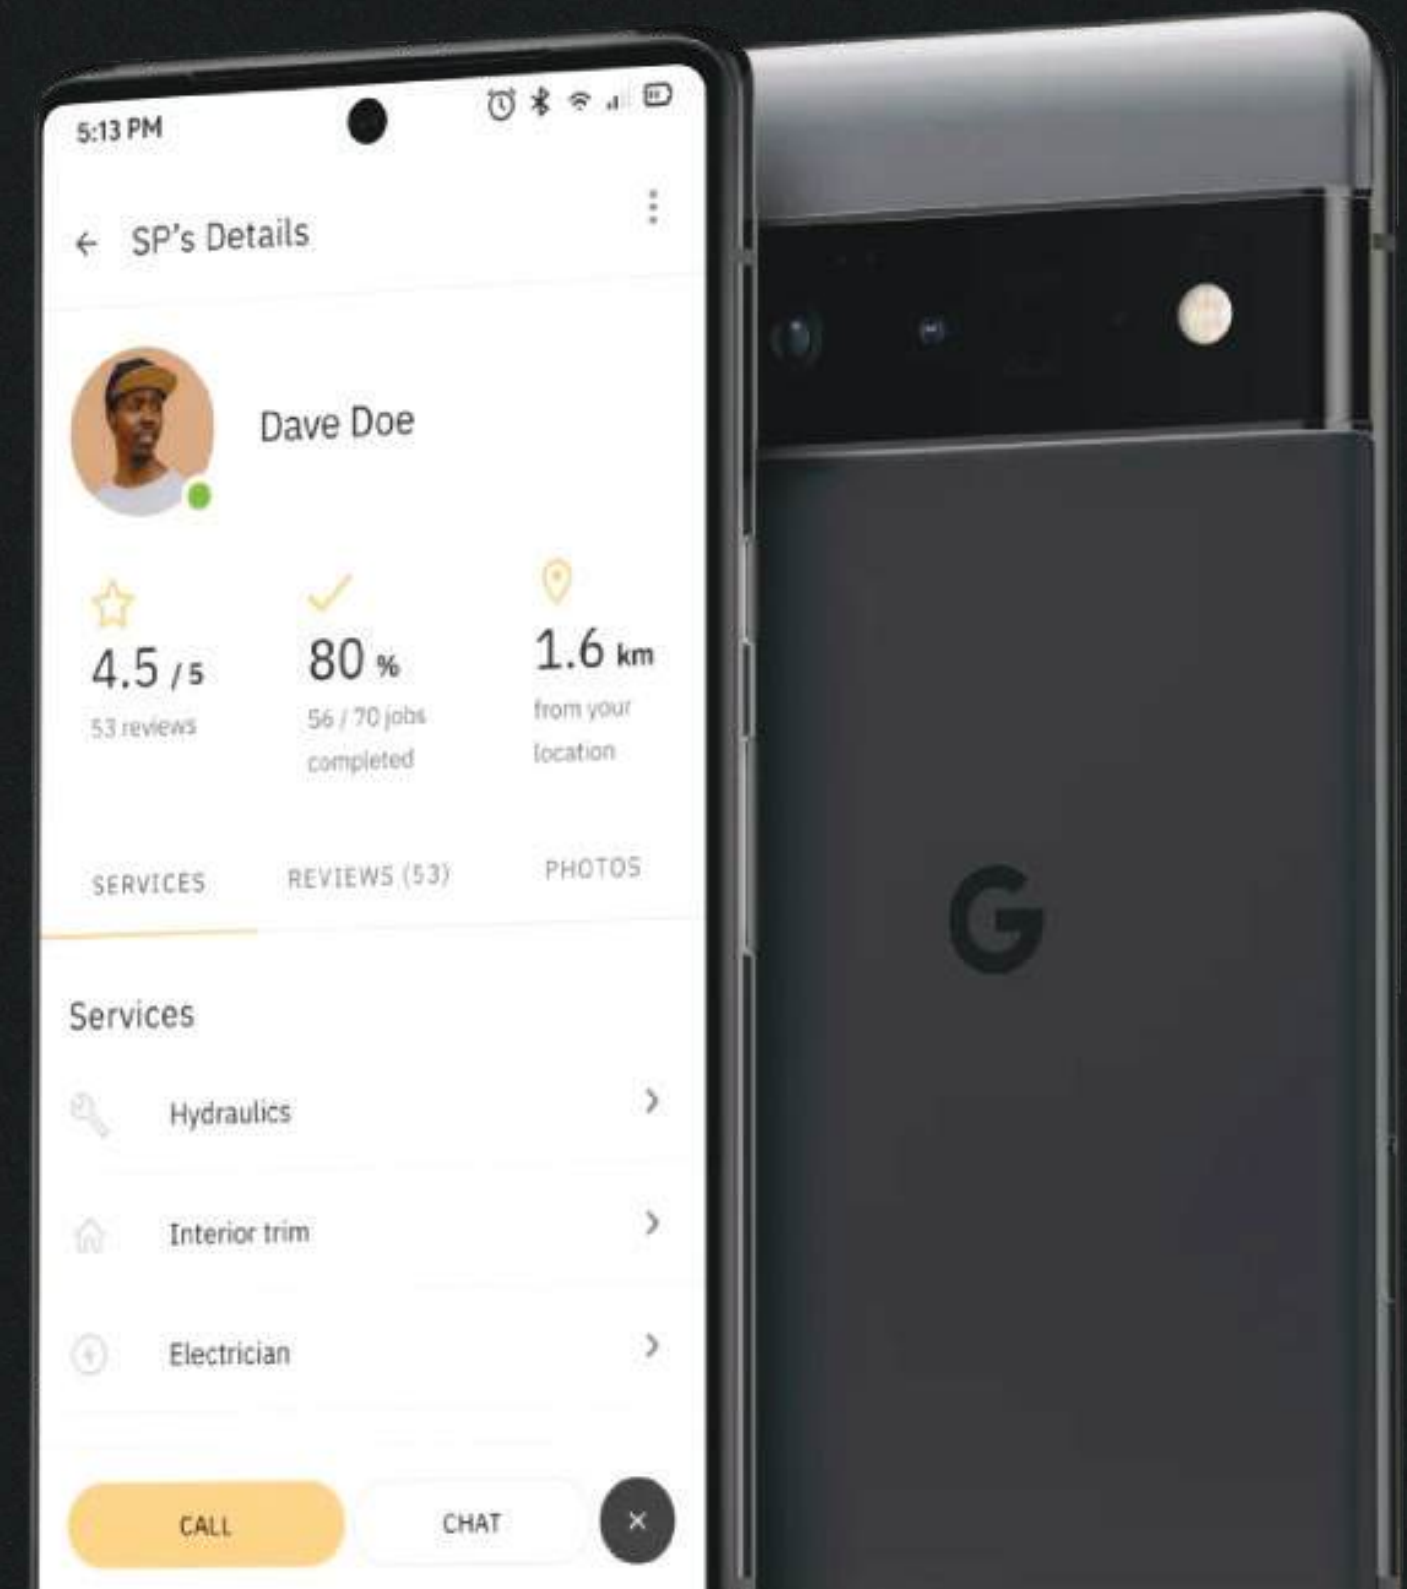 5:13 PM
SP's Details
Dave Doe
4.5 / 5
53 reviews
80 %
56 / 70 jobs
completed
1.6 km
from your
location
SERVICES
REVIEWS (53)
PHOTOS
Services
Hydraulics
Interior trim
Electrician
CALL
CHAT
G